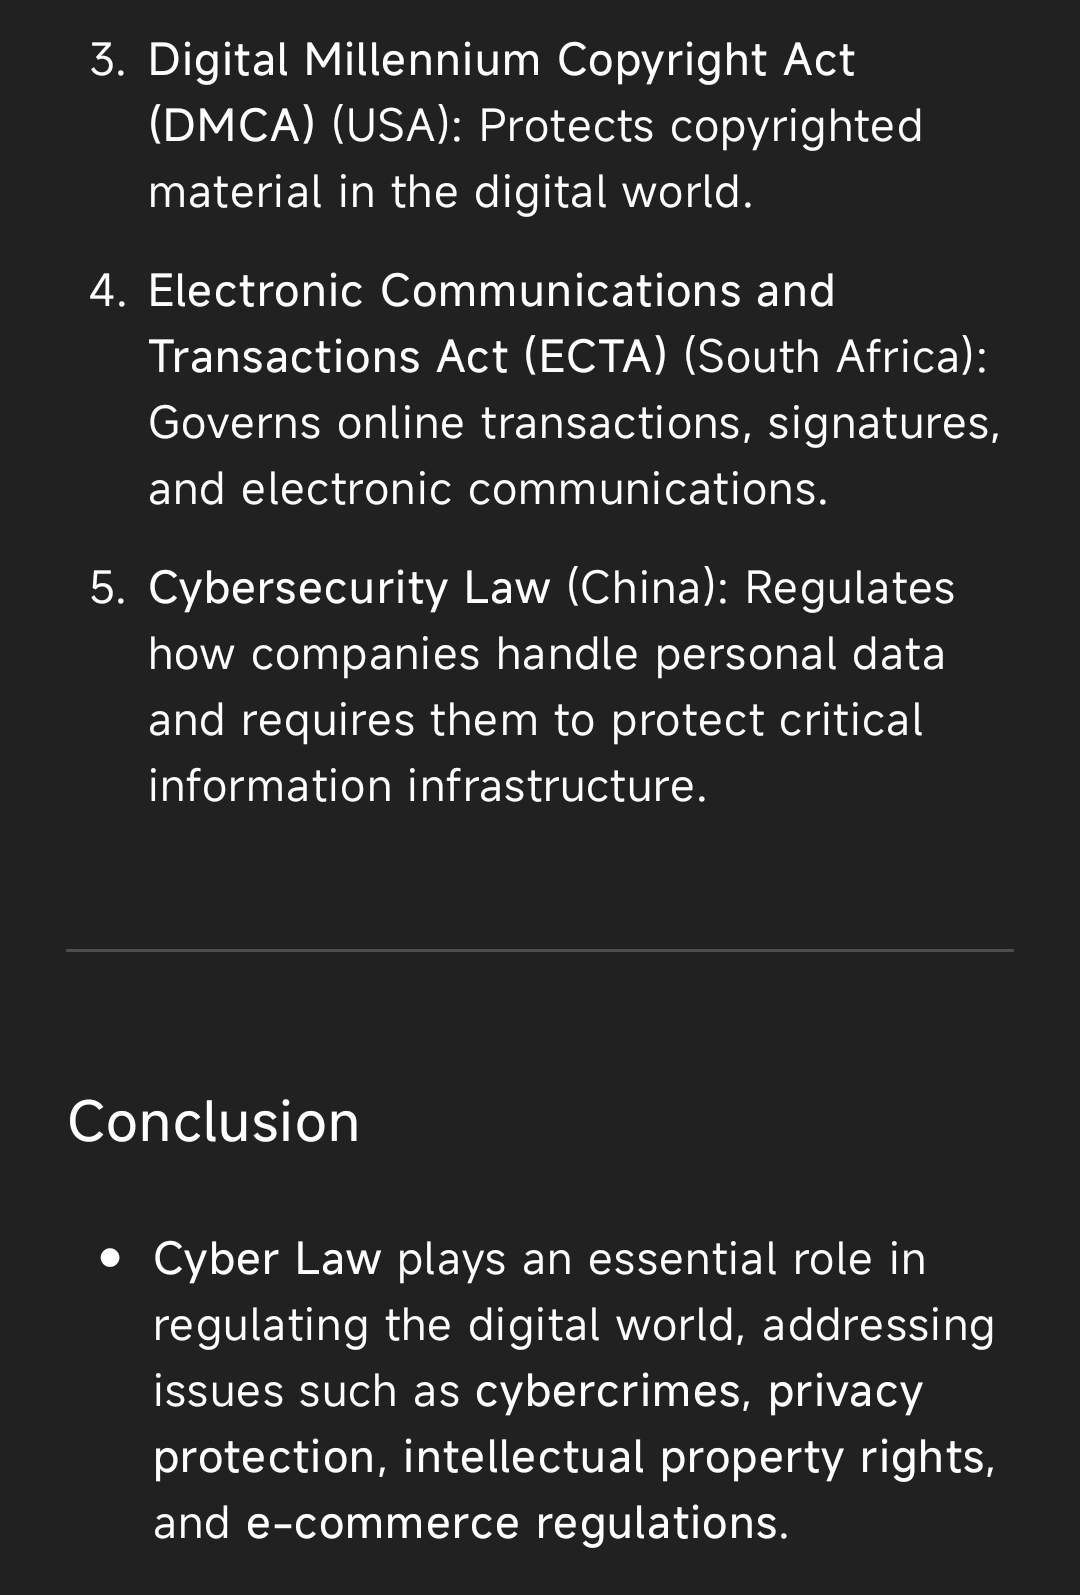 3. Digital Millennium Copyright Act
(DMCA) (USA): Protects copyrighted
material in the digital world.
4. Electronic Communications and
Transactions Act (ECTA) (South Africa):
Governs online transactions, signatures,
and electronic communications.
5. Cybersecurity Law (China): Regulates
how companies handle personal data
and requires them to protect critical
information infrastructure.
Conclusion
• Cyber Law plays an essential role in
regulating the digital world, addressing
issues such as cybercrimes, privacy
protection, intellectual property rights,
and e-commerce regulations.